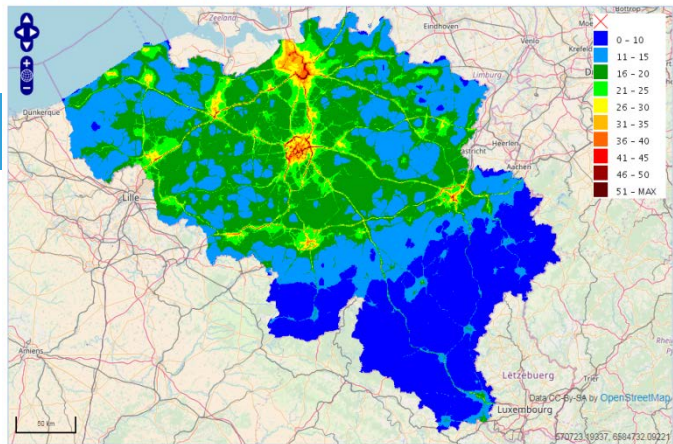 Zeeland
Eindhoven
Venlo
Bottrop
Krefeld
Limburg
Dunkerque
Lille
Heerlen
Aachen
Amiens
Lëtzebuerg
Trier
Luxembourg
0 – 10
11 – 15
16 – 20
21 – 25
26 – 30
31 – 35
36 – 40
41 – 45
46 – 50
51 – MAX
50 km
Data CC-By-SA by OpenStreetMap
570723.19337, 6584732.09221